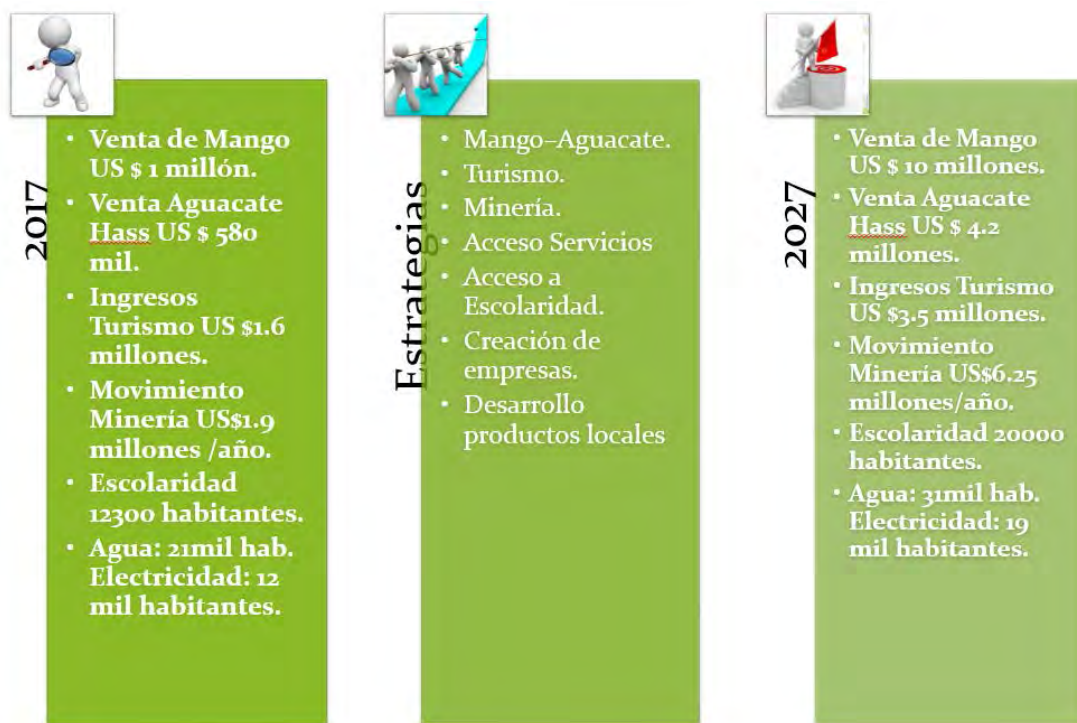 2017
• Venta de Mango
US $ 1 millón.
• Venta Aguacate
Hass US $ 580
mil.
• Ingresos
Turismo US $1.6
millones.
• Movimiento
Minería US$1.9
millones /año.
• Escolaridad
12300 habitantes.
• Agua: 21mil hab.
Electricidad: 12
mil habitantes.
Estrategias
• Mango–Aguacate.
• Turismo.
• Minería.
• Acceso Servicios
• Acceso a
Escolaridad.
• Creación de
empresas.
• Desarrollo
productos locales
2027
• Venta de Mango
US $ 10 millones.
• Venta Aguacate
Hass US $ 4.2
millones.
• Ingresos Turismo
US $3.5 millones.
• Movimiento
Minería US$6.25
millones/año.
• Escolaridad 20000
habitantes.
• Agua: 31mil hab.
Electricidad: 19
mil habitantes.